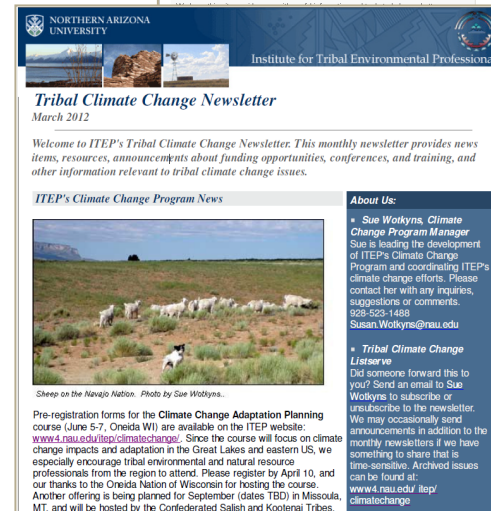 NORTHERN ARIZONA
UNIVERSITY
Institute for Tribal Environmental Professiona
Tribal Climate Change Newsletter
March 2012
Welcome to ITEP's Tribal Climate Change Newsletter. This monthly newsletter provides news
items, resources, announcements about funding opportunities, conferences, and training, and
other information relevant to tribal climate change issues.
ITEP's Climate Change Program News
Sheep on the Navajo Nation. Photo by Sue Wotkyns..
Pre-registration forms for the Climate Change Adaptation Planning
course (June 5-7, Oneida WI) are available on the ITEP website:
www4.nau.edu/itep/climatechange/. Since the course will focus on climate
change impacts and adaptation in the Great Lakes and eastern US, we
especially encourage tribal environmental and natural resource
professionals from the region to attend. Please register by April 10, and
our thanks to the Oneida Nation of Wisconsin for hosting the course.
Another offering is being planned for September (dates TBD) in Missoula,
MT, and will be hosted by the Confederated Salish and Kootenai Tribes.
About Us:
▪ Sue Wotkyns, Climate
Change Program Manager
Sue is leading the development
of ITEP's Climate Change
Program and coordinating ITEP's
climate change efforts. Please
contact her with any inquiries,
suggestions or comments.
928-523-1488
Susan.Wotkyns@nau.edu
▪ Tribal Climate Change
Listserve
Did someone forward this to
you? Send an email to Sue
Wotkyns to subscribe or
unsubscribe to the newsletter.
We may occasionally send
announcements in addition to the
monthly newsletters if we have
something to share that is
time-sensitive. Archived issues
can be found at:
www4.nau.edu/ itep/
climatechange